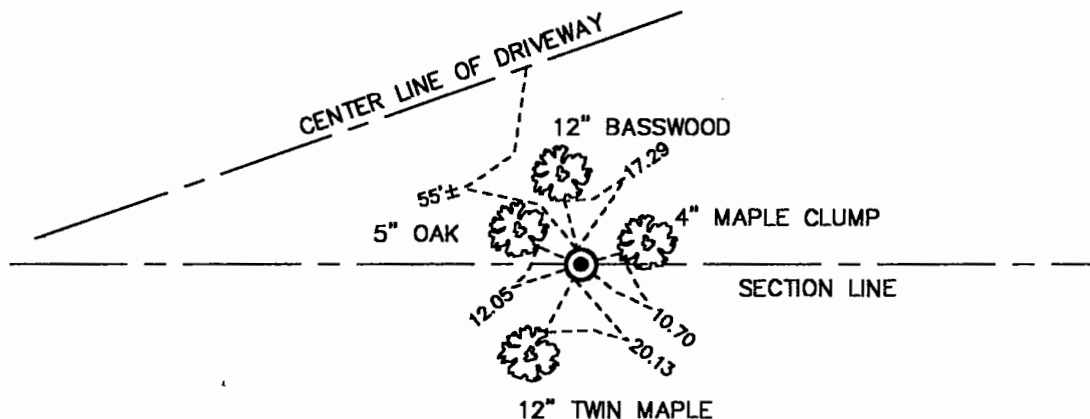 CENTER LINE OF DRIVEWAY
12" BASSWOOD
17.29
55'±
5" OAK
4" MAPLE CLUMP
SECTION LINE
12.05
10.70
20.13
12" TWIN MAPLE